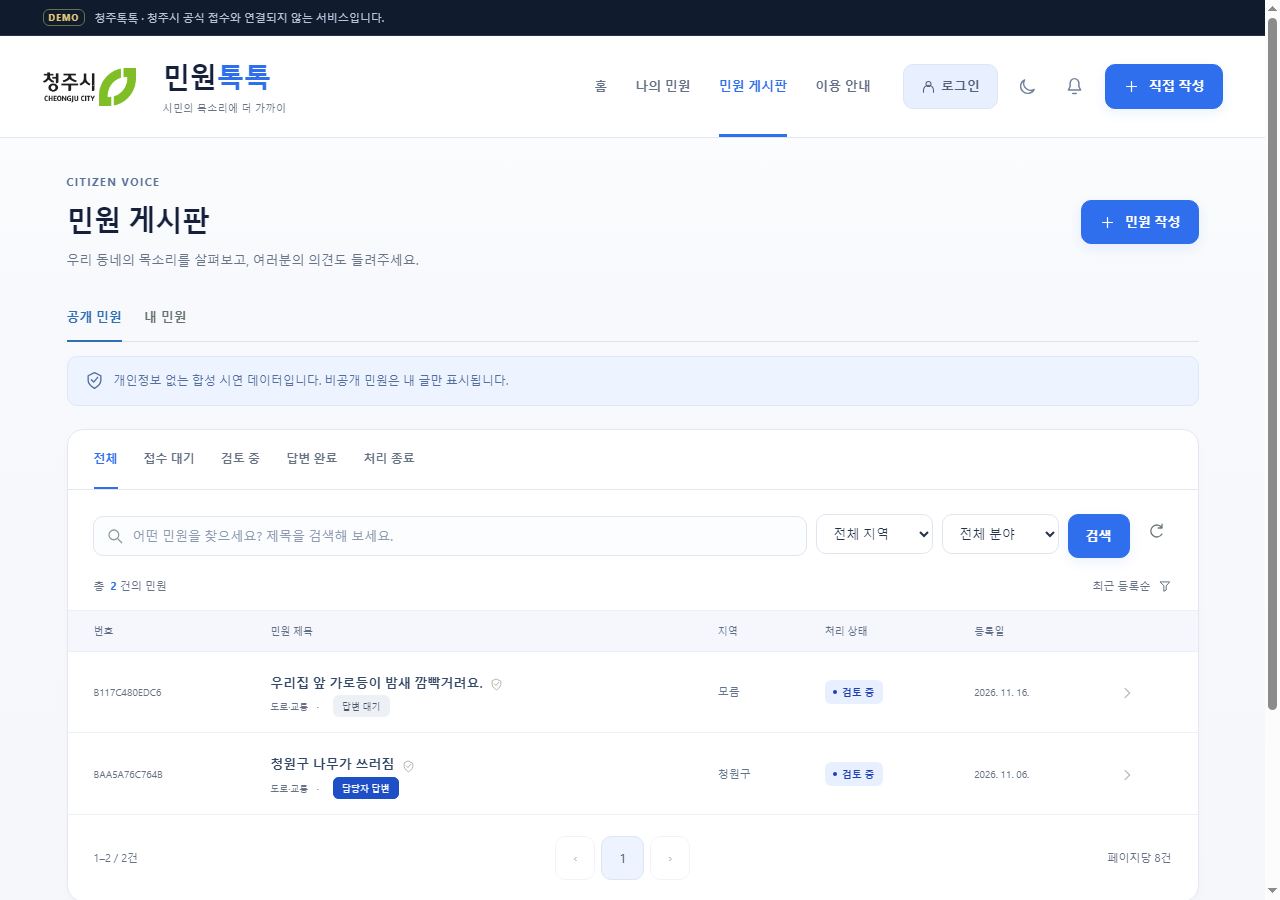 DEMO 청주톡톡 · 청주시 공식 접수와 연결되지 않는 서비스입니다.
청주시
CHEONGJU CITY
민원톡톡
시민의 목소리에 더 가까이
홈 나의 민원 민원 게시판 이용 안내 로그인 + 직접 작성
CITIZEN VOICE
민원 게시판
+ 민원 작성
우리 동네의 목소리를 살펴보고, 여러분의 의견도 들려주세요.
공개 민원 내 민원
개인정보 없는 합성 시연 데이터입니다. 비공개 민원은 내 글만 표시됩니다.
전체 접수 대기 검토 중 답변 완료 처리 종료
어떤 민원을 찾으세요? 제목을 검색해 보세요. 전체 지역 전체 분야 검색
총 2 건의 민원 최근 등록순
번호 민원 제목 지역 처리 상태 등록일
우리집 앞 가로등이 밤새 깜빡거려요.
B117C480EDC6 모름 검토 중 2026. 11. 16.
도로·교통 · 답변 대기
청원구 나무가 쓰러짐
BAA5A76C764B 청원구 검토 중 2026. 11. 06.
도로·교통 · 담당자 답변
1–2 / 2건 ‹ 1 › 페이지당 8건